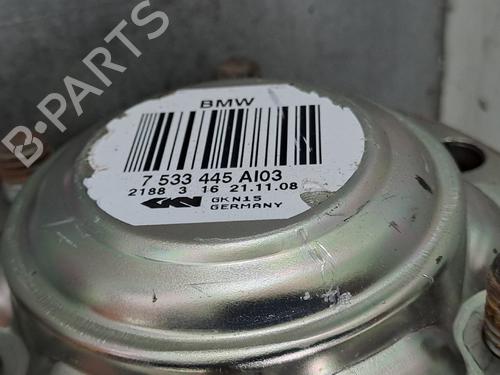 B-PARTS
BMW
7 533 445 AI03
2188 3 16 21.11.08
GKN GKN15
GERMANY